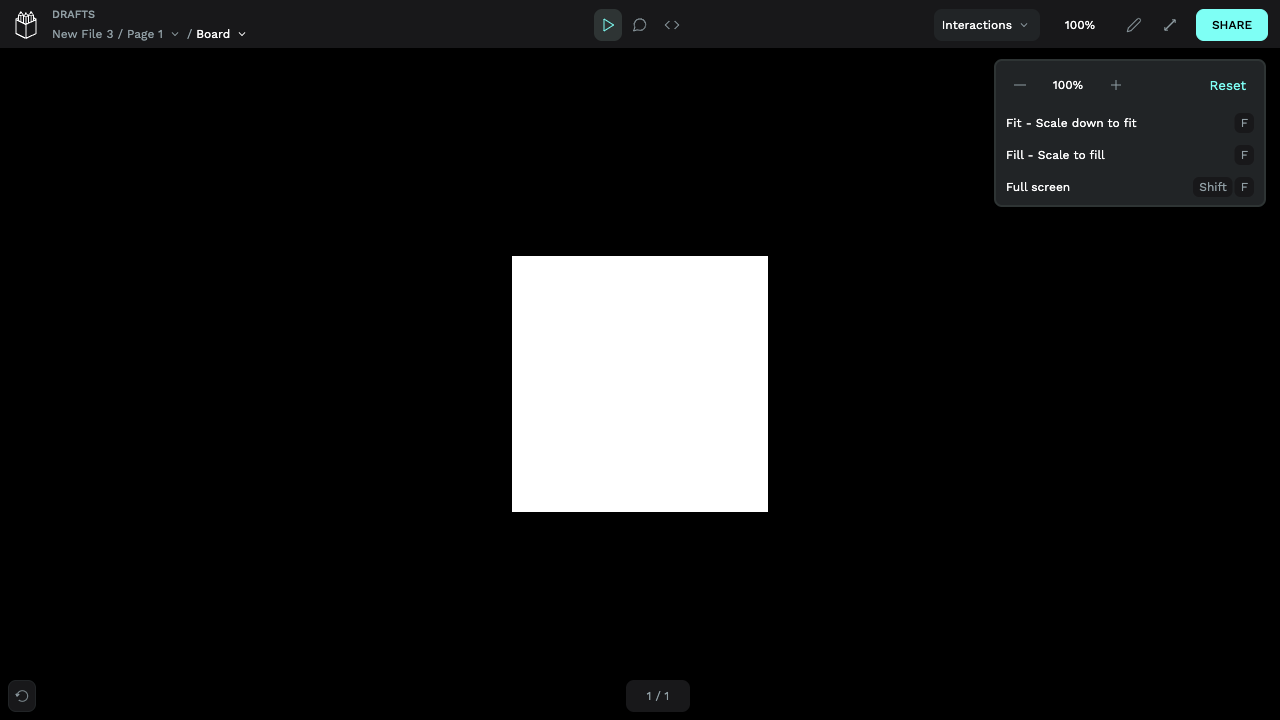 DRAFTS
New File 3 / Page 1 / Board
Interactions
100%
SHARE
100%
Reset
Fit - Scale down to fit F
Fill - Scale to fill F
Full screen Shift F
1 / 1